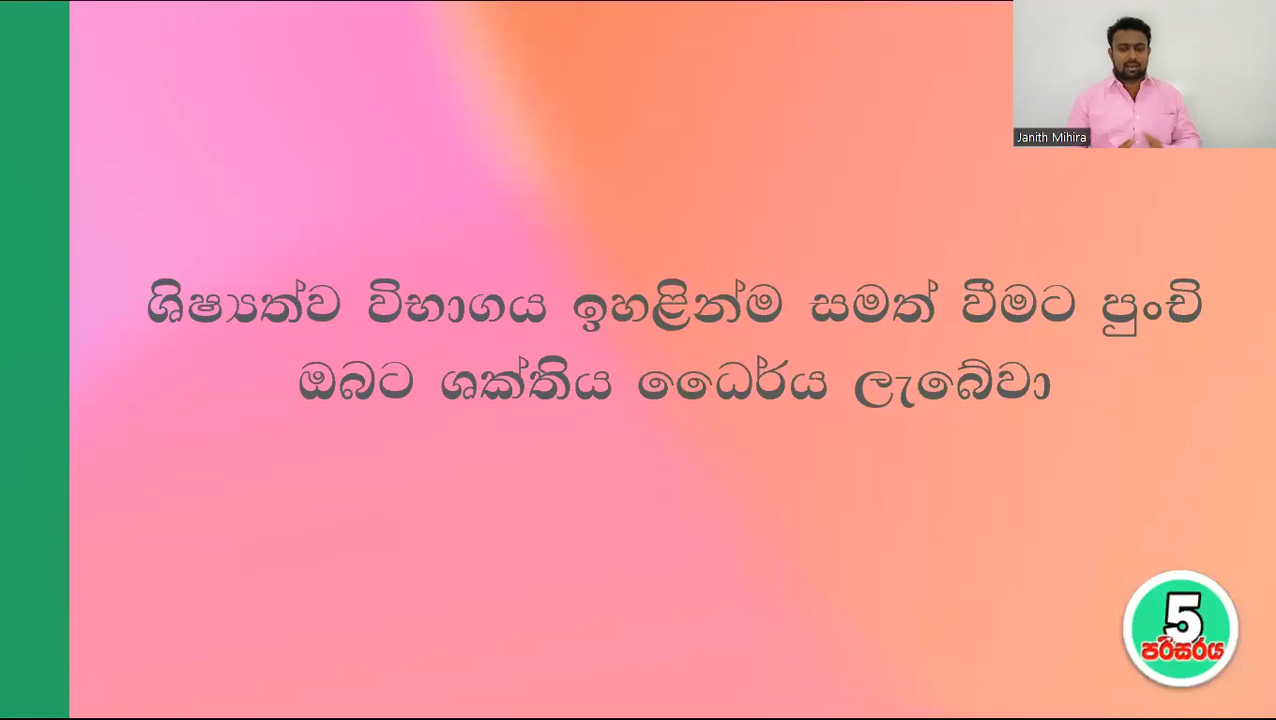 Janith Mihira
ශිෂ්‍යත්ව විභාගය ඉහළින්ම සමත් වීමට පුංචි
ඔබට ශක්තිය ධෛර්ය ලැබේවා
5
පරිසරය